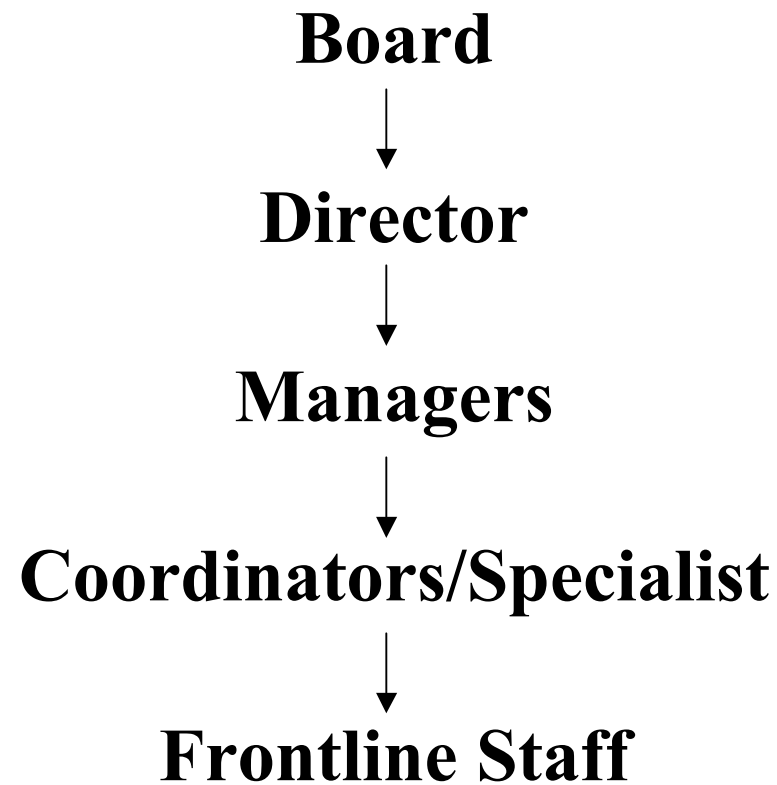 Board
Director
Managers
Coordinators/Specialist
Frontline Staff